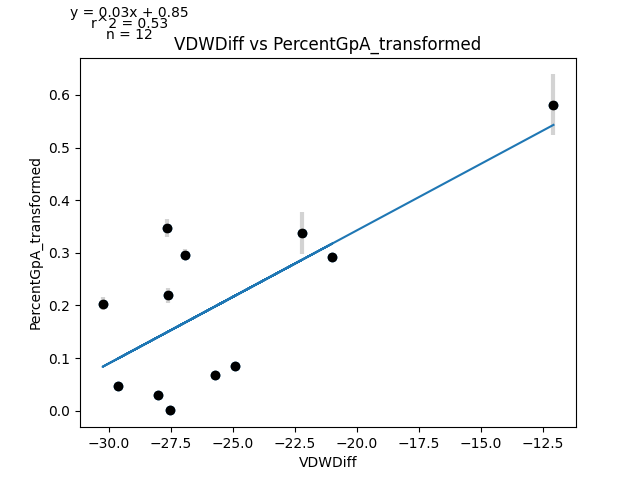 y = 0.03x + 0.85
r^2 = 0.53
n = 12
VDWDiff vs PercentGpA_transformed
0.6
0.5
0.4
0.3
0.2
0.1
0.0
PercentGpA_transformed
−30.0 −27.5 −25.0 −22.5 −20.0 −17.5 −15.0 −12.5
VDWDiff